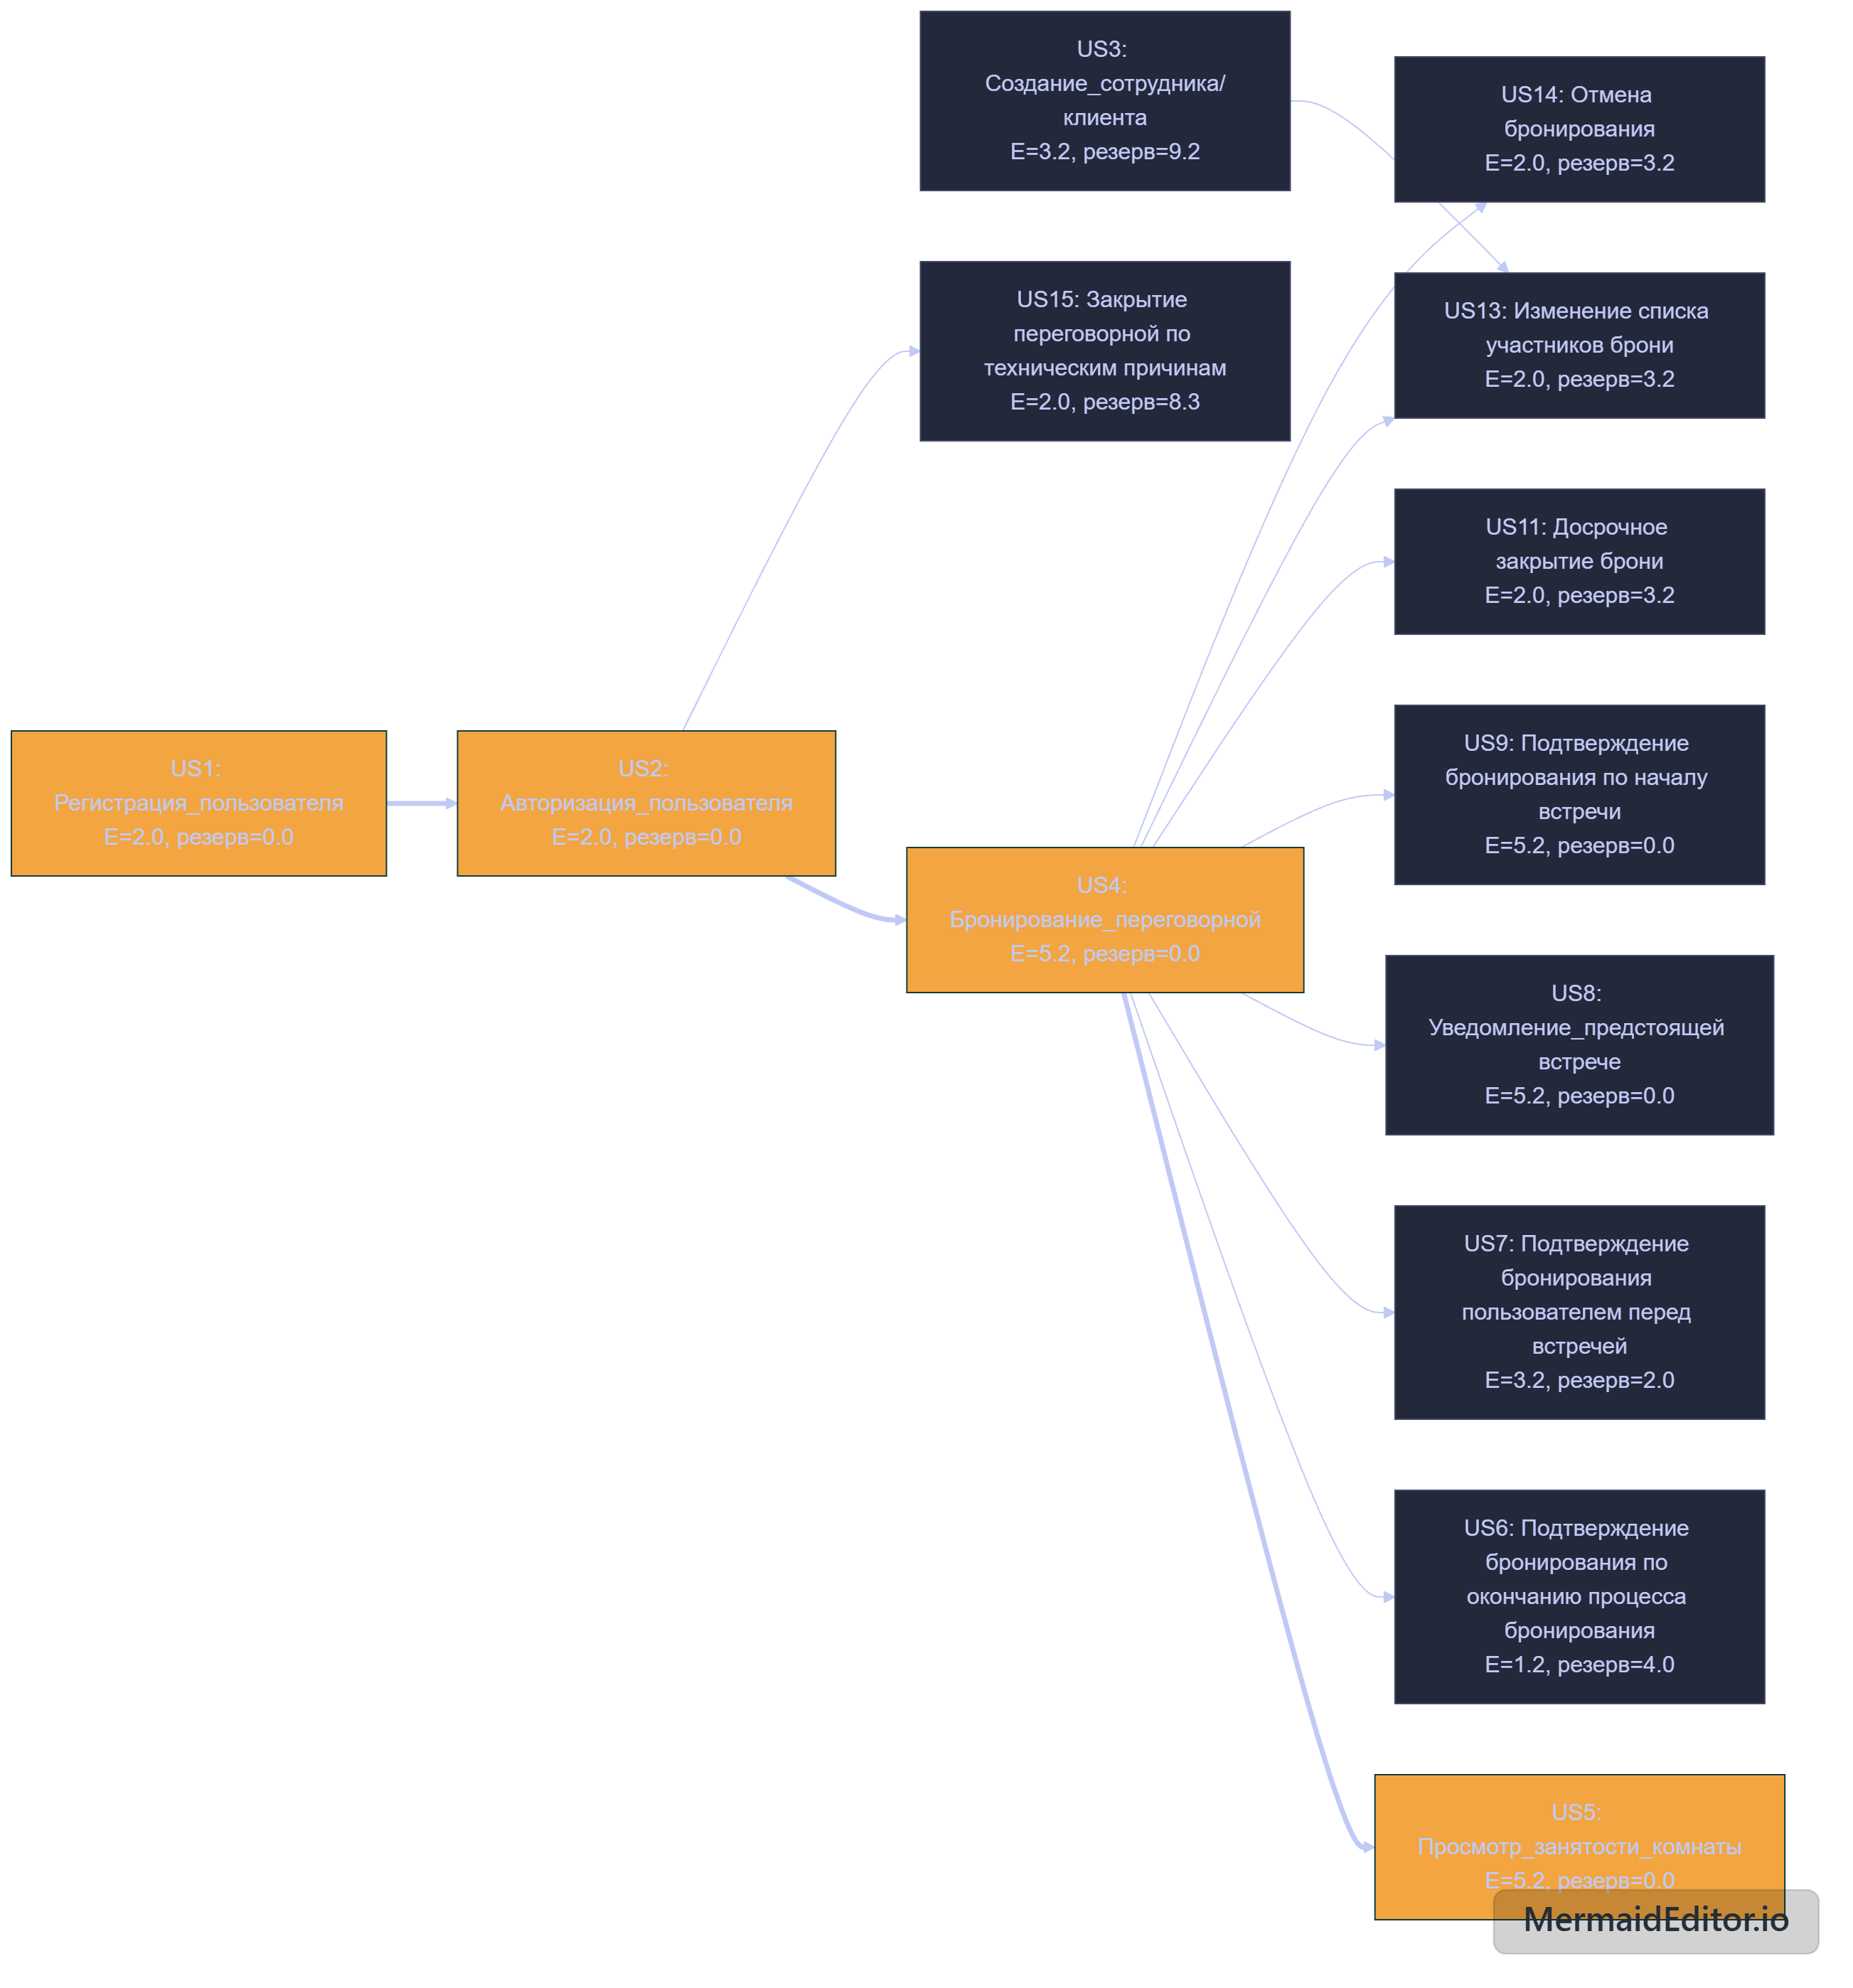 US3:
Создание_сотрудника/
клиента
E=3.2, резерв=9.2
US14: Отмена
бронирования
E=2.0, резерв=3.2
US15: Закрытие
переговорной по
техническим причинам
E=2.0, резерв=8.3
US13: Изменение списка
участников брони
E=2.0, резерв=3.2
US11: Досрочное
закрытие брони
E=2.0, резерв=3.2
US1:
Регистрация_пользователя
E=2.0, резерв=0.0
US2:
Авторизация_пользователя
E=2.0, резерв=0.0
US4:
Бронирование_переговорной
E=5.2, резерв=0.0
US9: Подтверждение
бронирования по началу
встречи
E=5.2, резерв=0.0
US8:
Уведомление_предстоящей
встрече
E=5.2, резерв=0.0
US7: Подтверждение
бронирования
пользователем перед
встречей
E=3.2, резерв=2.0
US6: Подтверждение
бронирования по
окончанию процесса
бронирования
E=1.2, резерв=4.0
US5:
Просмотр_занятости_комнаты
E=5.2, резерв=0.0
MermaidEditor.io